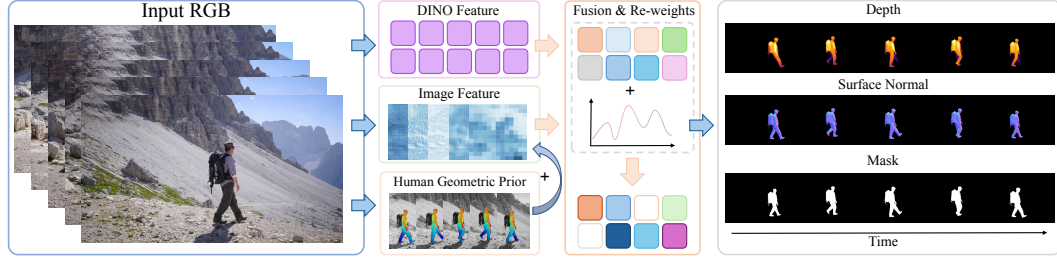 Input RGB
DINO Feature
Image Feature
Human Geometric Prior
+
Fusion & Re-weights
+
Depth
Surface Normal
Mask
Time